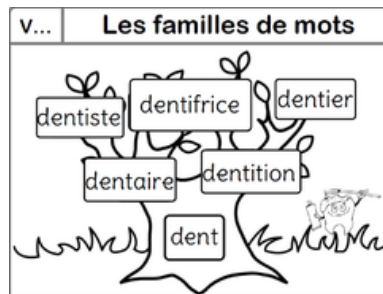 V...
Les familles de mots
dentiste
dentifrice
dentier
dentaire
dentition
dent